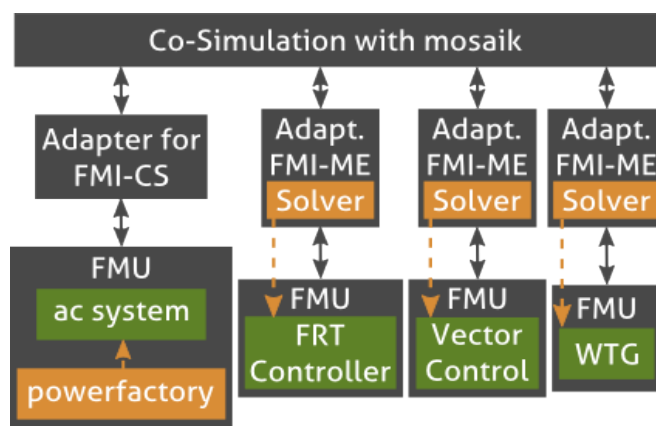 Co-Simulation with mosaik
Adapter for
FMI-CS
Adapt.
FMI-ME
Solver
Adapt.
FMI-ME
Solver
Adapt.
FMI-ME
Solver
FMU
ac system
powerfactory
FMU
FRT
Controller
FMU
Vector
Control
FMU
WTG